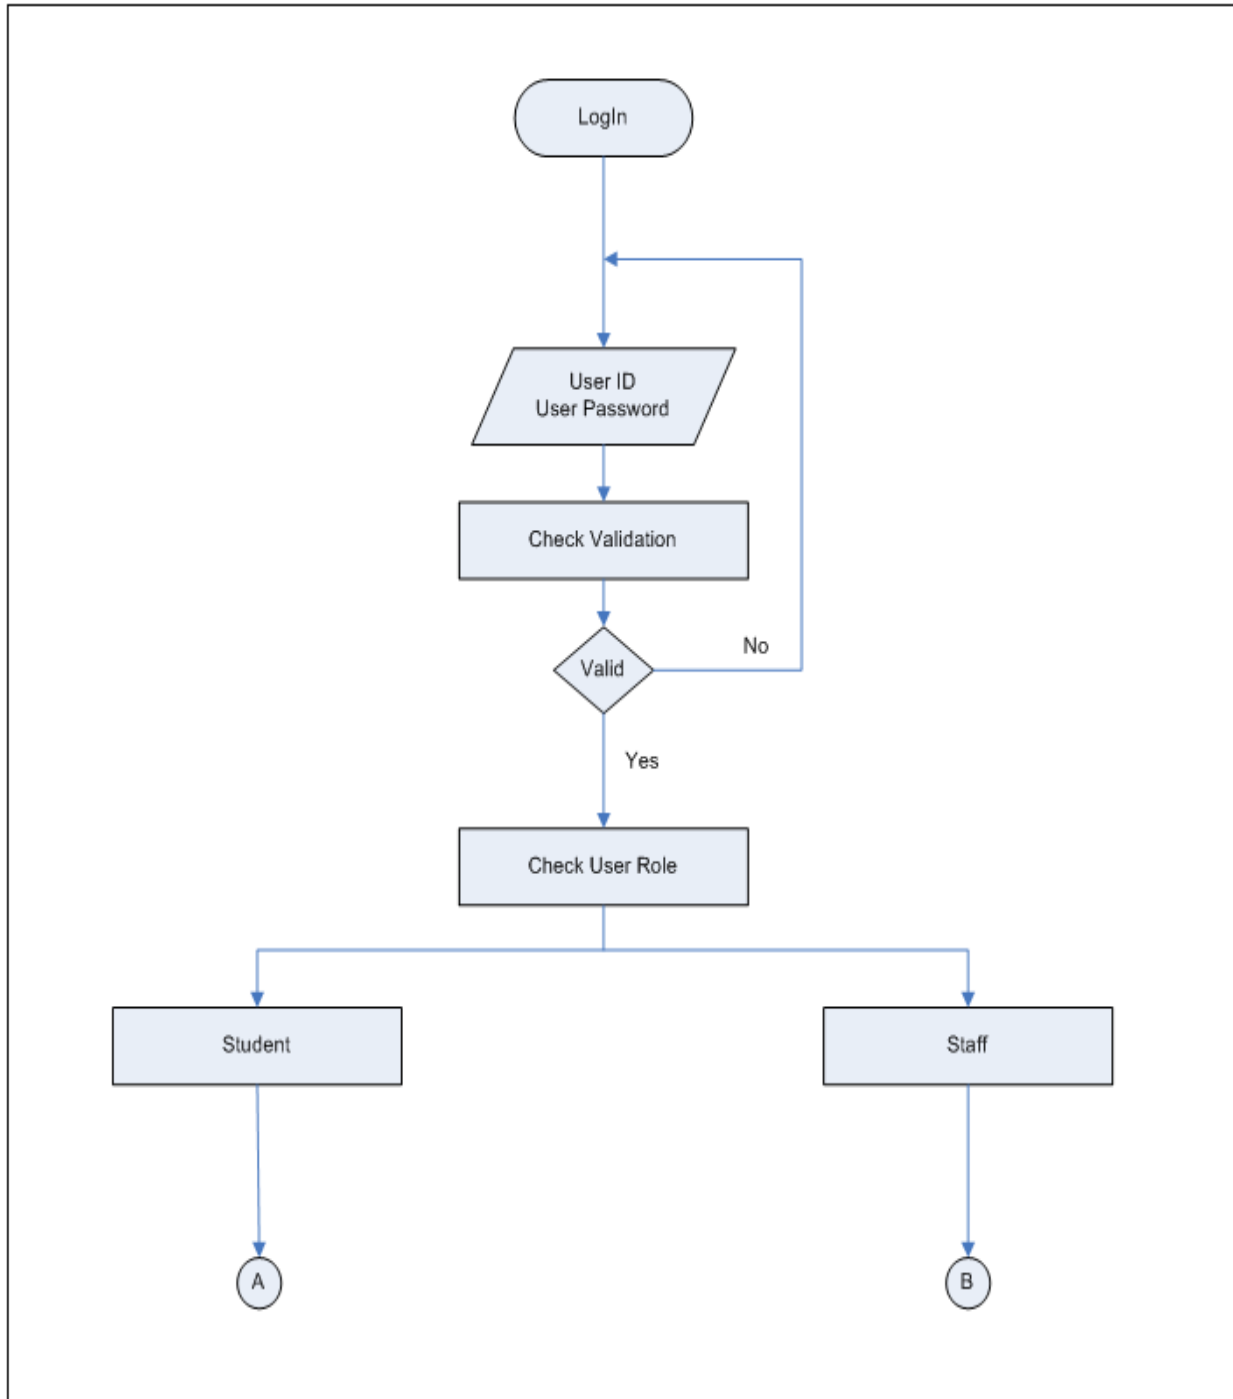 LogIn
User ID
User Password
Check Validation
Valid
No
Yes
Check User Role
Student
Staff
A
B